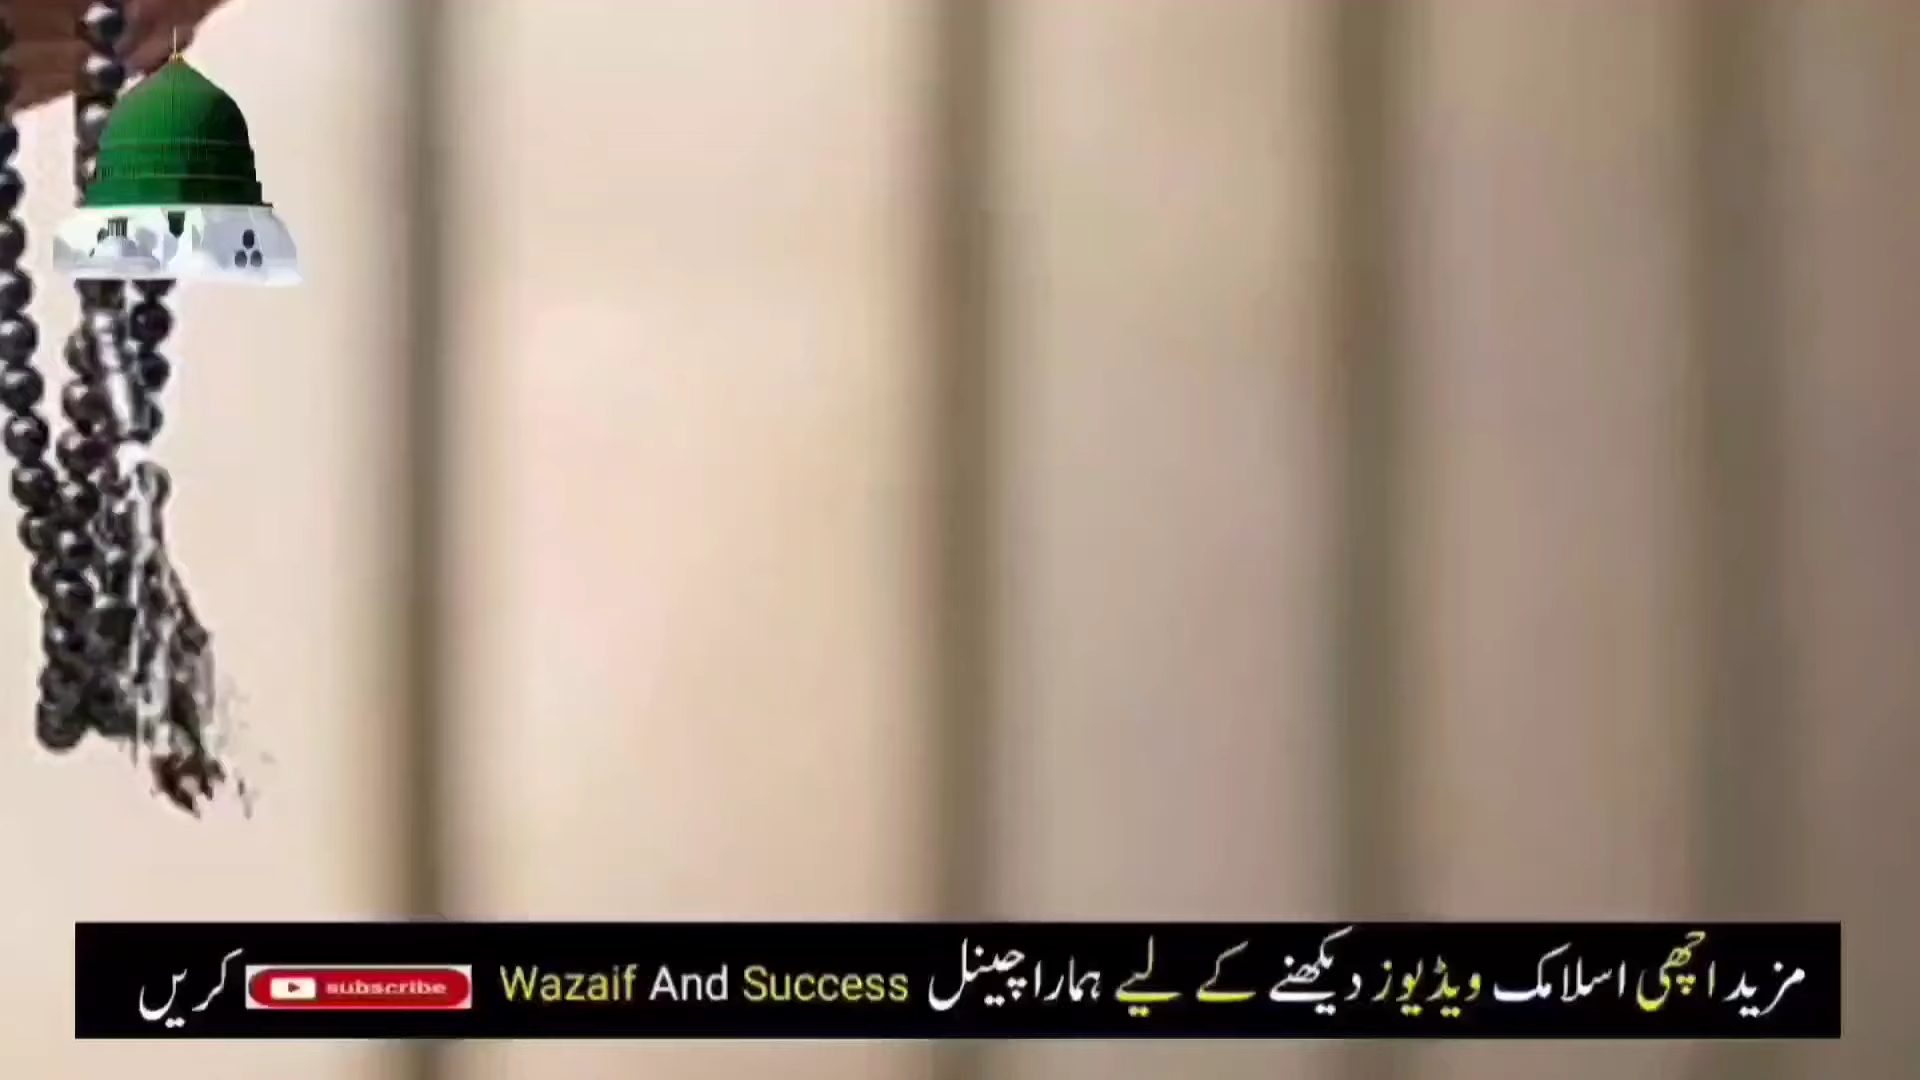 مزید اچھی اسلامک ویڈیوز دیکھنے کے لیے ہمارا چینل Wazaif And Success subscribe کریں